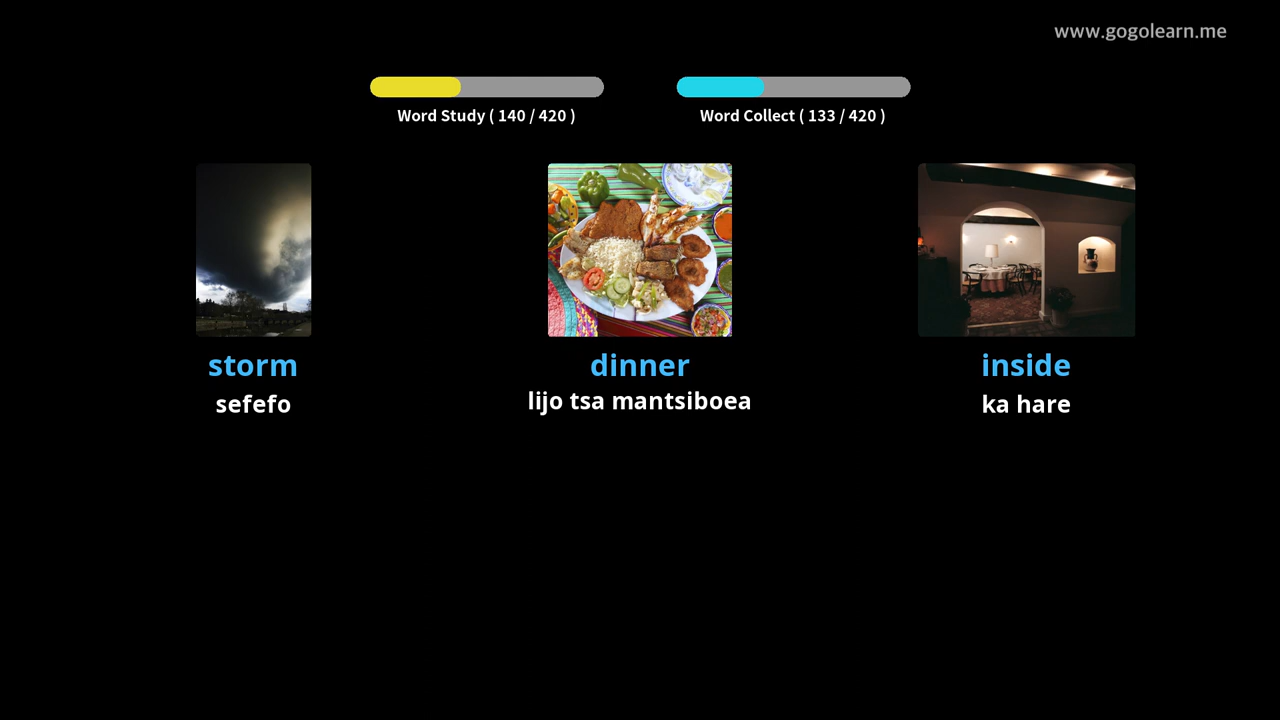 www.gogolearn.me
Word Study ( 140 / 420 )
Word Collect ( 133 / 420 )
storm
sefefo
dinner
lijo tsa mantsiboea
inside
ka hare